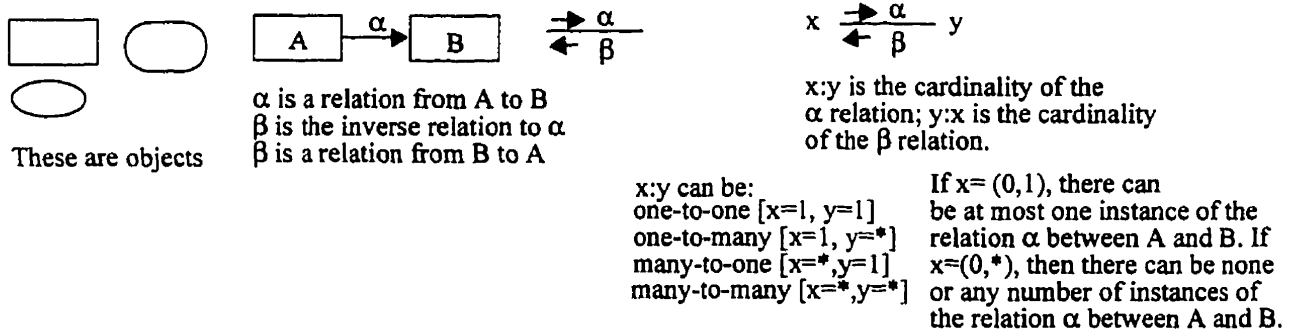 These are objects
A α B
α is a relation from A to B
β is the inverse relation to α
β is a relation from B to A
α
β
x α y
β
x:y is the cardinality of the
α relation; y:x is the cardinality
of the β relation.
x:y can be:
one-to-one [x=1, y=1]
one-to-many [x=1, y=*]
many-to-one [x=*,y=1]
many-to-many [x=*,y=*]
If x= (0,1), there can
be at most one instance of the
relation α between A and B. If
x=(0,*), then there can be none
or any number of instances of
the relation α between A and B.